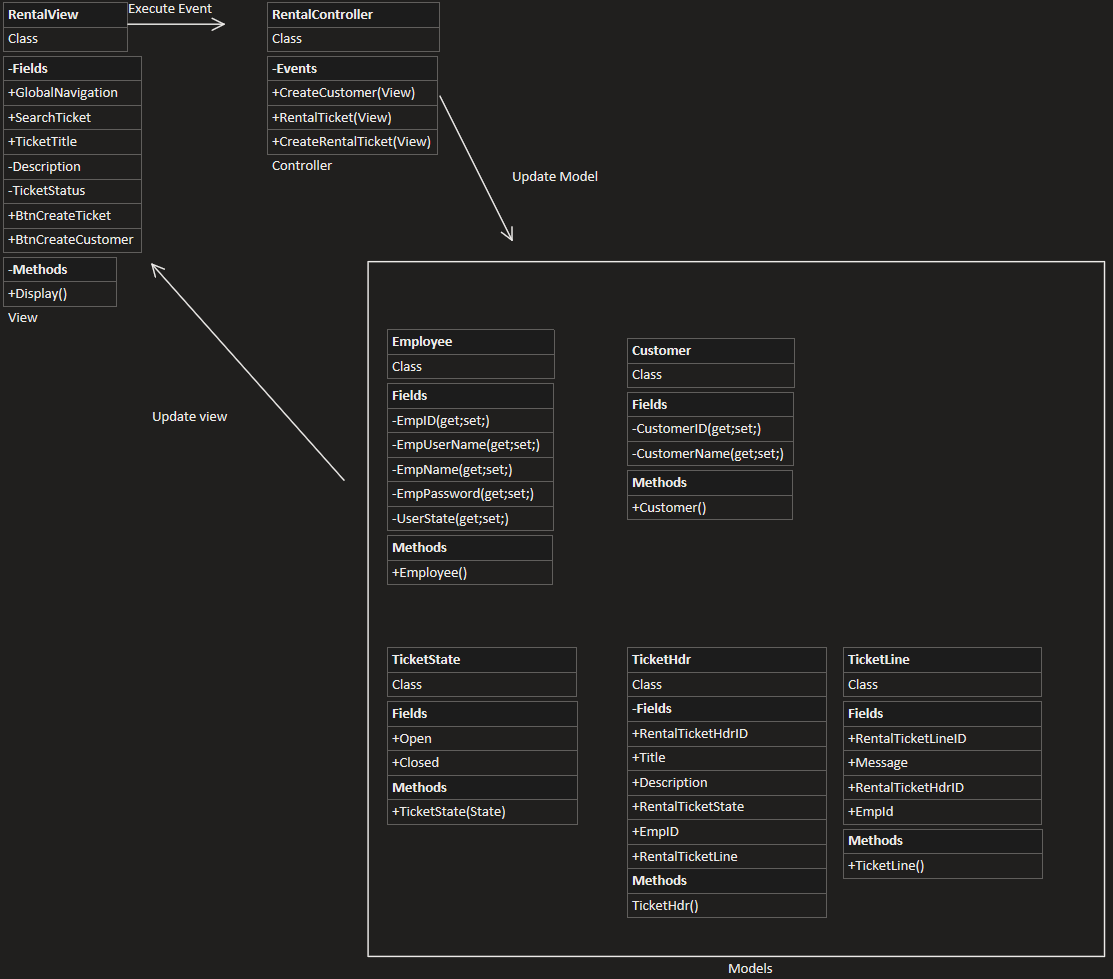 RentalView
Class
-Fields
+GlobalNavigation
+SearchTicket
+TicketTitle
-Description
-TicketStatus
+BtnCreateTicket
+BtnCreateCustomer
-Methods
+Display()
View
Execute Event
RentalController
Class
-Events
+CreateCustomer(View)
+RentalTicket(View)
+CreateRentalTicket(View)
Controller
Update Model
Update view
Employee
Class
Fields
-EmpID(get;set;)
-EmpUserName(get;set;)
-EmpName(get;set;)
-EmpPassword(get;set;)
-UserState(get;set;)
Methods
+Employee()
Customer
Class
Fields
-CustomerID(get;set;)
-CustomerName(get;set;)
Methods
+Customer()
TicketState
Class
Fields
+Open
+Closed
Methods
+TicketState(State)
TicketHdr
Class
-Fields
+RentalTicketHdrID
+Title
+Description
+RentalTicketState
+EmpID
+RentalTicketLine
Methods
TicketHdr()
TicketLine
Class
Fields
+RentalTicketLineID
+Message
+RentalTicketHdrID
+EmpId
Methods
+TicketLine()
Models